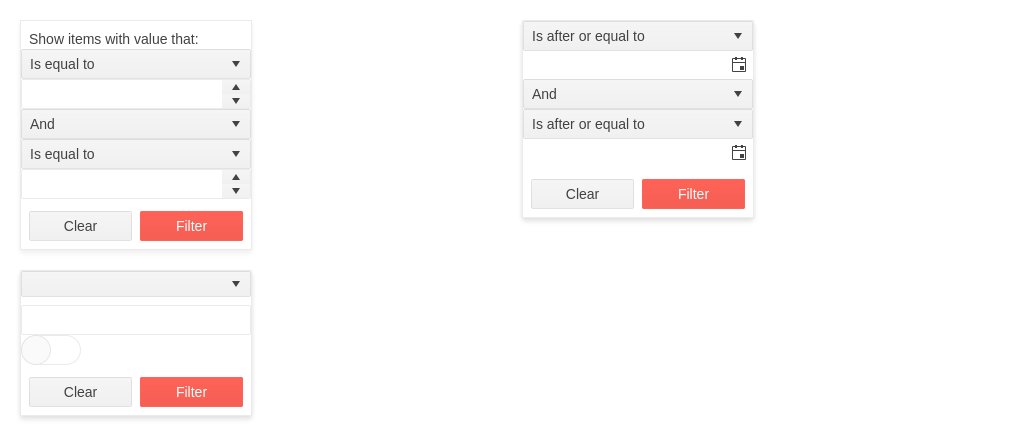 Show items with value that:
Is equal to
And
Is equal to
Clear Filter
Is after or equal to
And
Is after or equal to
Clear Filter
Clear Filter